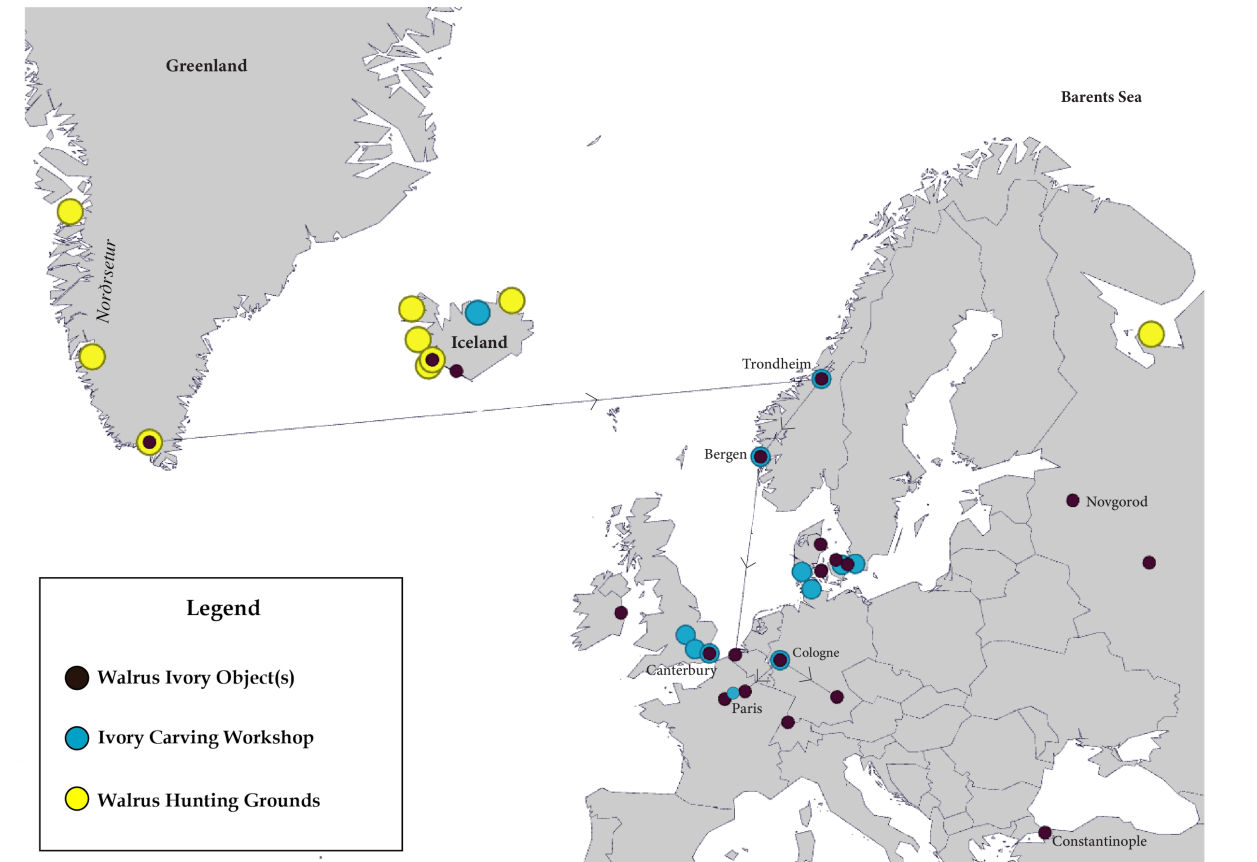 Greenland
Barents Sea
Norðrsetur
Iceland
Trondheim
Bergen
Novgorod
Canterbury
Cologne
Paris
Constantinople
Legend
Walrus Ivory Object(s)
Ivory Carving Workshop
Walrus Hunting Grounds